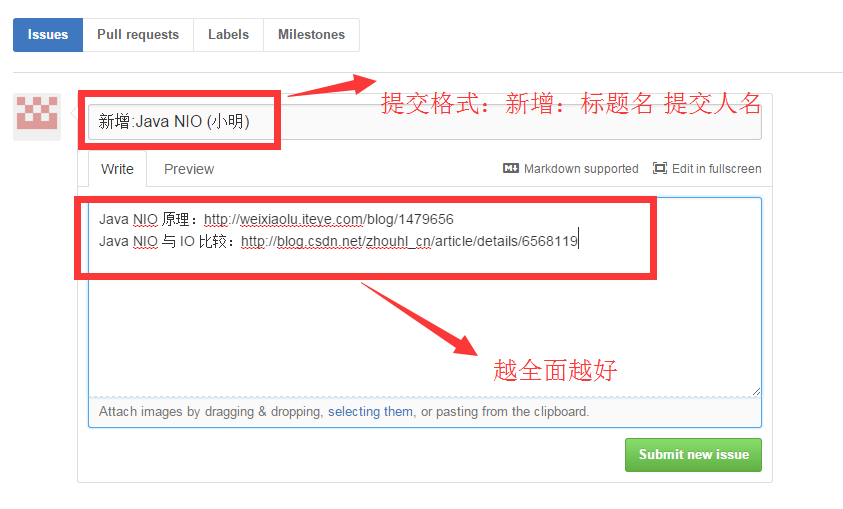 Issues Pull requests Labels Milestones
提交格式：新增：标题名 提交人名
新增:Java NIO (小明)
Write Preview Markdown supported Edit in fullscreen
Java NIO 原理：http://weixiaolu.iteye.com/blog/1479656
Java NIO 与 IO 比较：http://blog.csdn.net/zhouhl_cn/article/details/6568119
越全面越好
Attach images by dragging & dropping, selecting them, or pasting from the clipboard.
Submit new issue